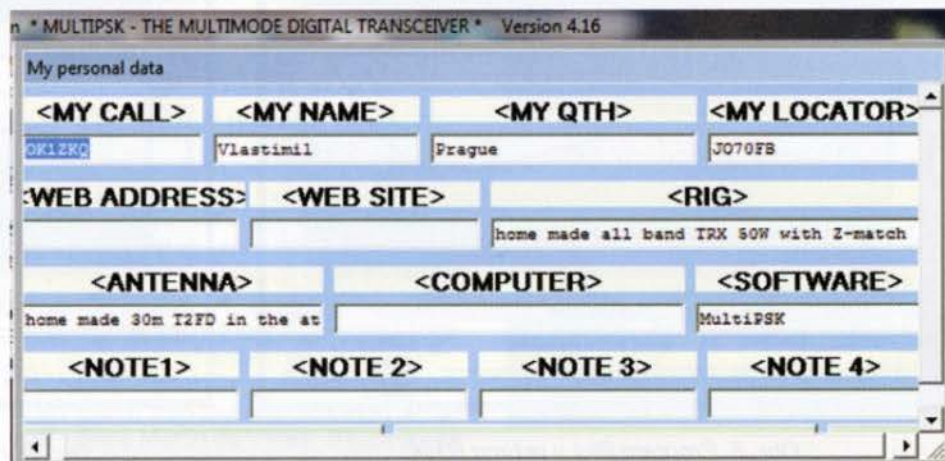 n * MULTIPSK - THE MULTIMODE DIGITAL TRANSCEIVER * Version 4.16
My personal data
<MY CALL> <MY NAME> <MY QTH> <MY LOCATOR>
OK1ZKQ Vlastimil Prague JO70FB
<WEB ADDRESS> <WEB SITE> <RIG>
home made all band TRX 50W with Z-match
<ANTENNA> <COMPUTER> <SOFTWARE>
home made 30m T2FD in the at MultiPSK
<NOTE1> <NOTE 2> <NOTE 3> <NOTE 4>